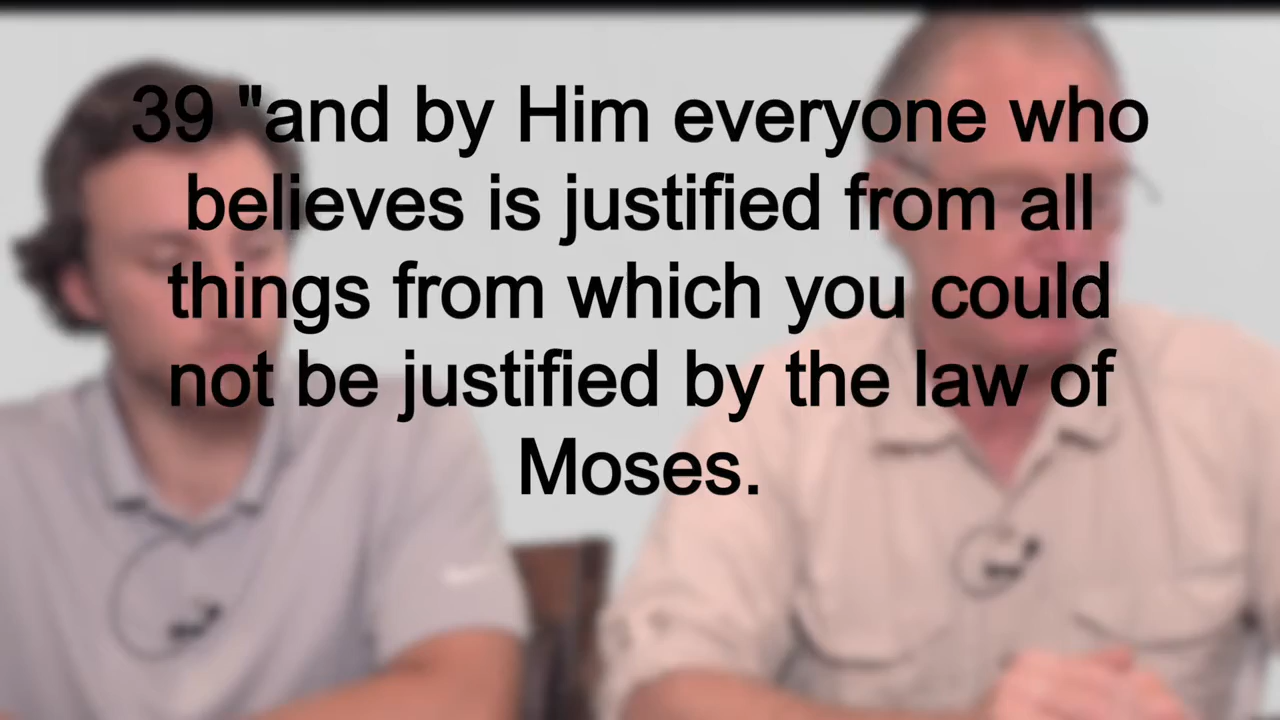 39 "and by Him everyone who
believes is justified from all
things from which you could
not be justified by the law of
Moses.